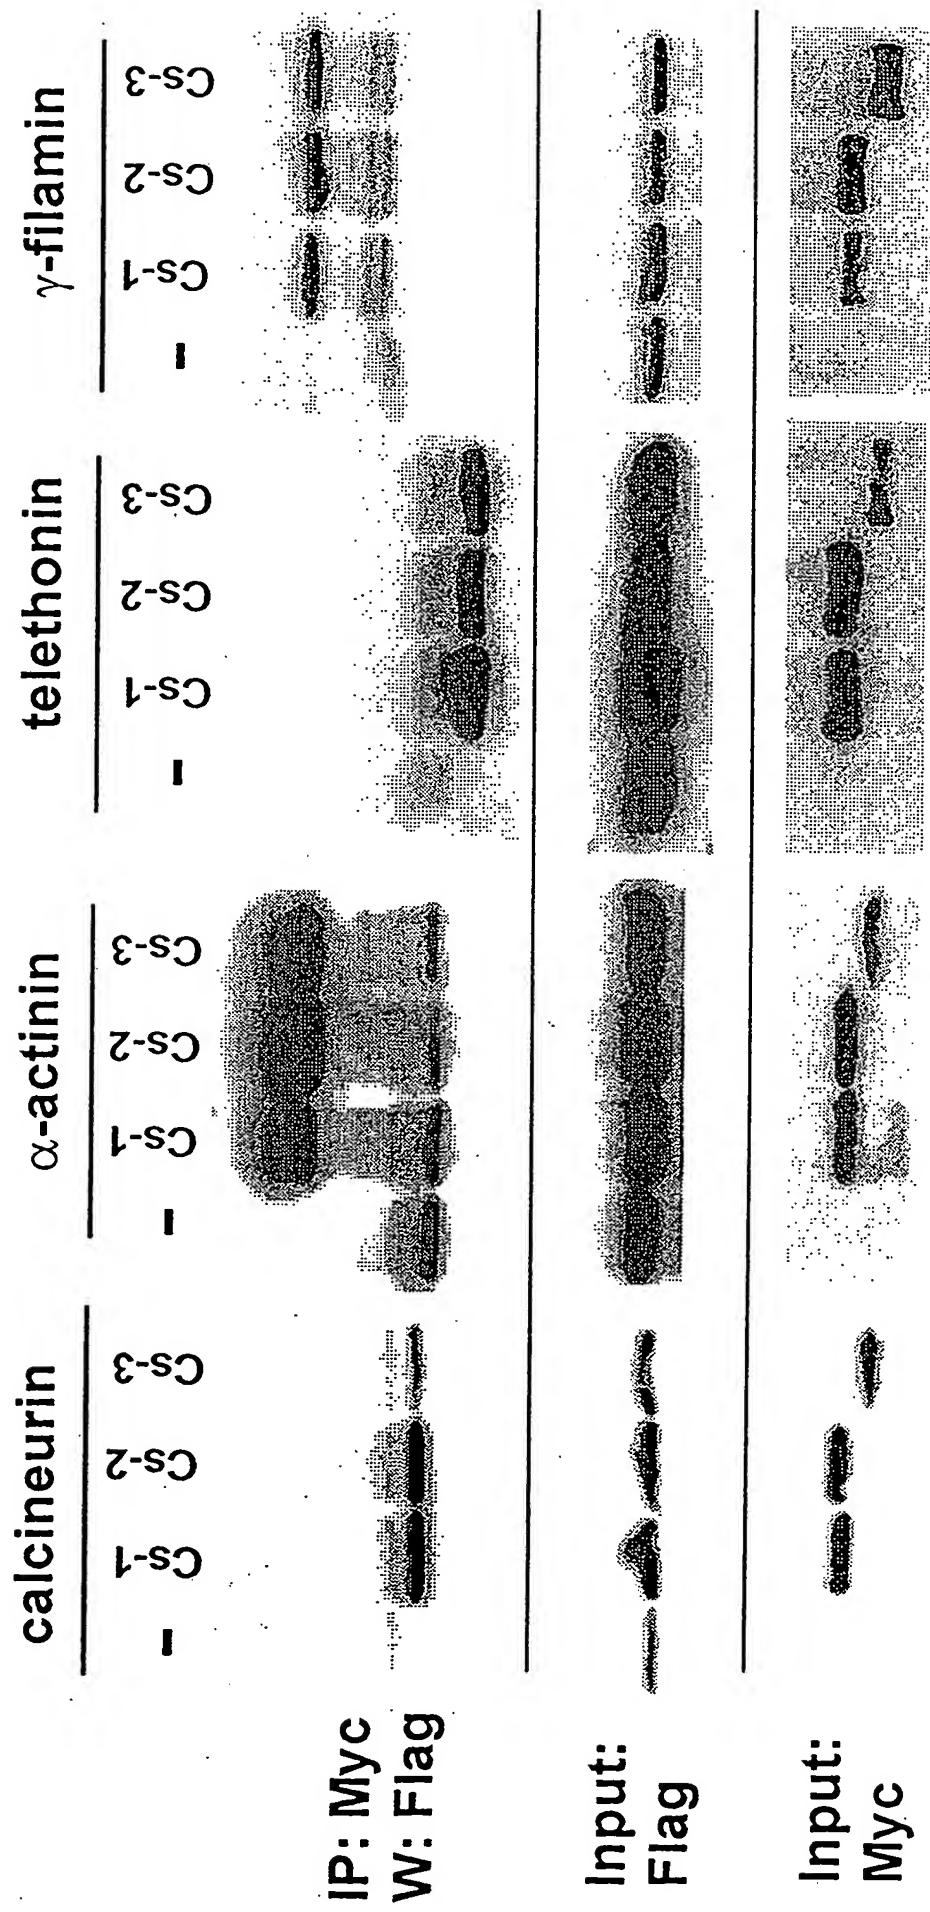 calcineurin
α-actinin
telethonin
γ-filamin
– Cs-1 Cs-2 Cs-3
– Cs-1 Cs-2 Cs-3
– Cs-1 Cs-2 Cs-3
– Cs-1 Cs-2 Cs-3
IP: Myc
W: Flag
Input:
Flag
Input:
Myc